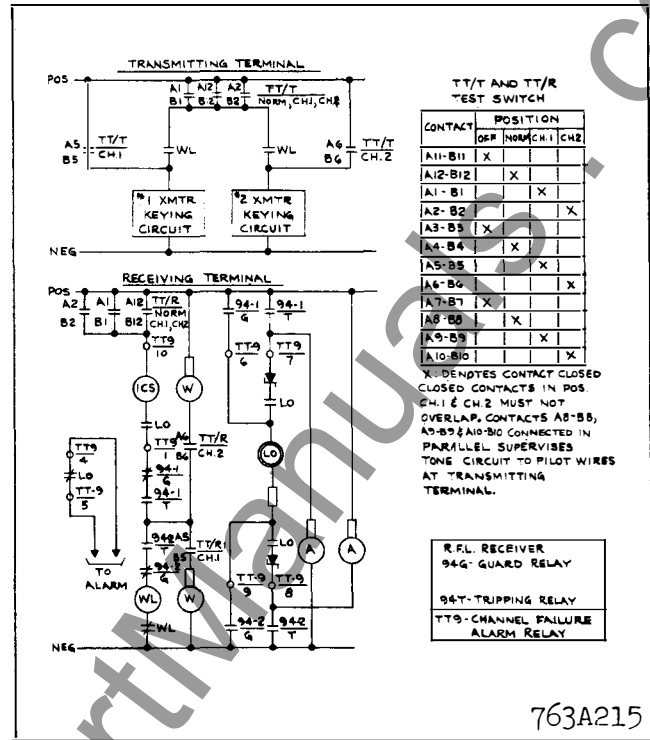 TRANSMITTING TERMINAL
POS.
A1 A12 A2 TT/T
B1 B12 B2 NORM, CH.1, CH.2
A5 TT/T
B5 CH.1
WL
WL
A6 TT/T
B6 CH.2
#1 XMTR
KEYING
CIRCUIT
#2 XMTR
KEYING
CIRCUIT
NEG
RECEIVING TERMINAL
POS
A2 A1 A12 TT/R
B2 B1 B12 NORM
CH.1, CH2
94-1
G
94-1
T
TT9
10
TT-9
6
TT9
7
ICS
W
LO
LO
TT9
1
A6 TT/R
B6 CH.2
LO
94-1
G
94-1
T
TT9
4
LO
TT-9
5
TO
ALARM
94-2
T
A5 TT/R
B5 CH.1
94-2
G
LO
A
A
TT-9
9
TT-9
8
WL
W
WL
94-2
G
94-2
T
NEG
TT/T AND TT/R
TEST SWITCH
CONTACT POSITION
OFF NORM CH.1 CH2
A11-B11 X
A12-B12 X
A1-B1 X
A2-B2 X
A3-B3 X
A4-B4 X
A5-B5 X
A6-B6 X
A7-B7 X
A8-B8 X
A9-B9 X
A10-B10 X
X: DENOTES CONTACT CLOSED
CLOSED CONTACTS IN POS.
CH.1 & CH.2 MUST NOT
OVERLAP. CONTACTS A8-B8,
A9-B9 & A10-B10 CONNECTED IN
PARALLEL SUPERVISES
TONE CIRCUIT TO PILOT WIRES
AT TRANSMITTING
TERMINAL.
R.F.L. RECEIVER
94G- GUARD RELAY
94T-TRIPPING RELAY
TT9-CHANNEL FAILURE
ALARM RELAY
763A215